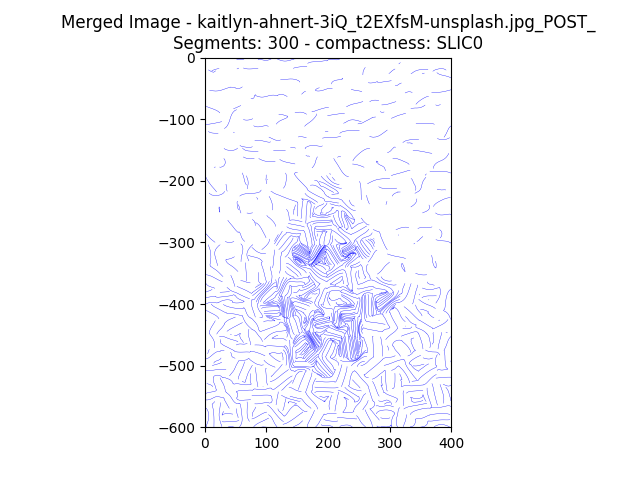 Merged Image - kaitlyn-ahnert-3iQ_t2EXfsM-unsplash.jpg_POST_
Segments: 300 - compactness: SLIC0
0
−100
−200
−300
−400
−500
−600
0 100 200 300 400